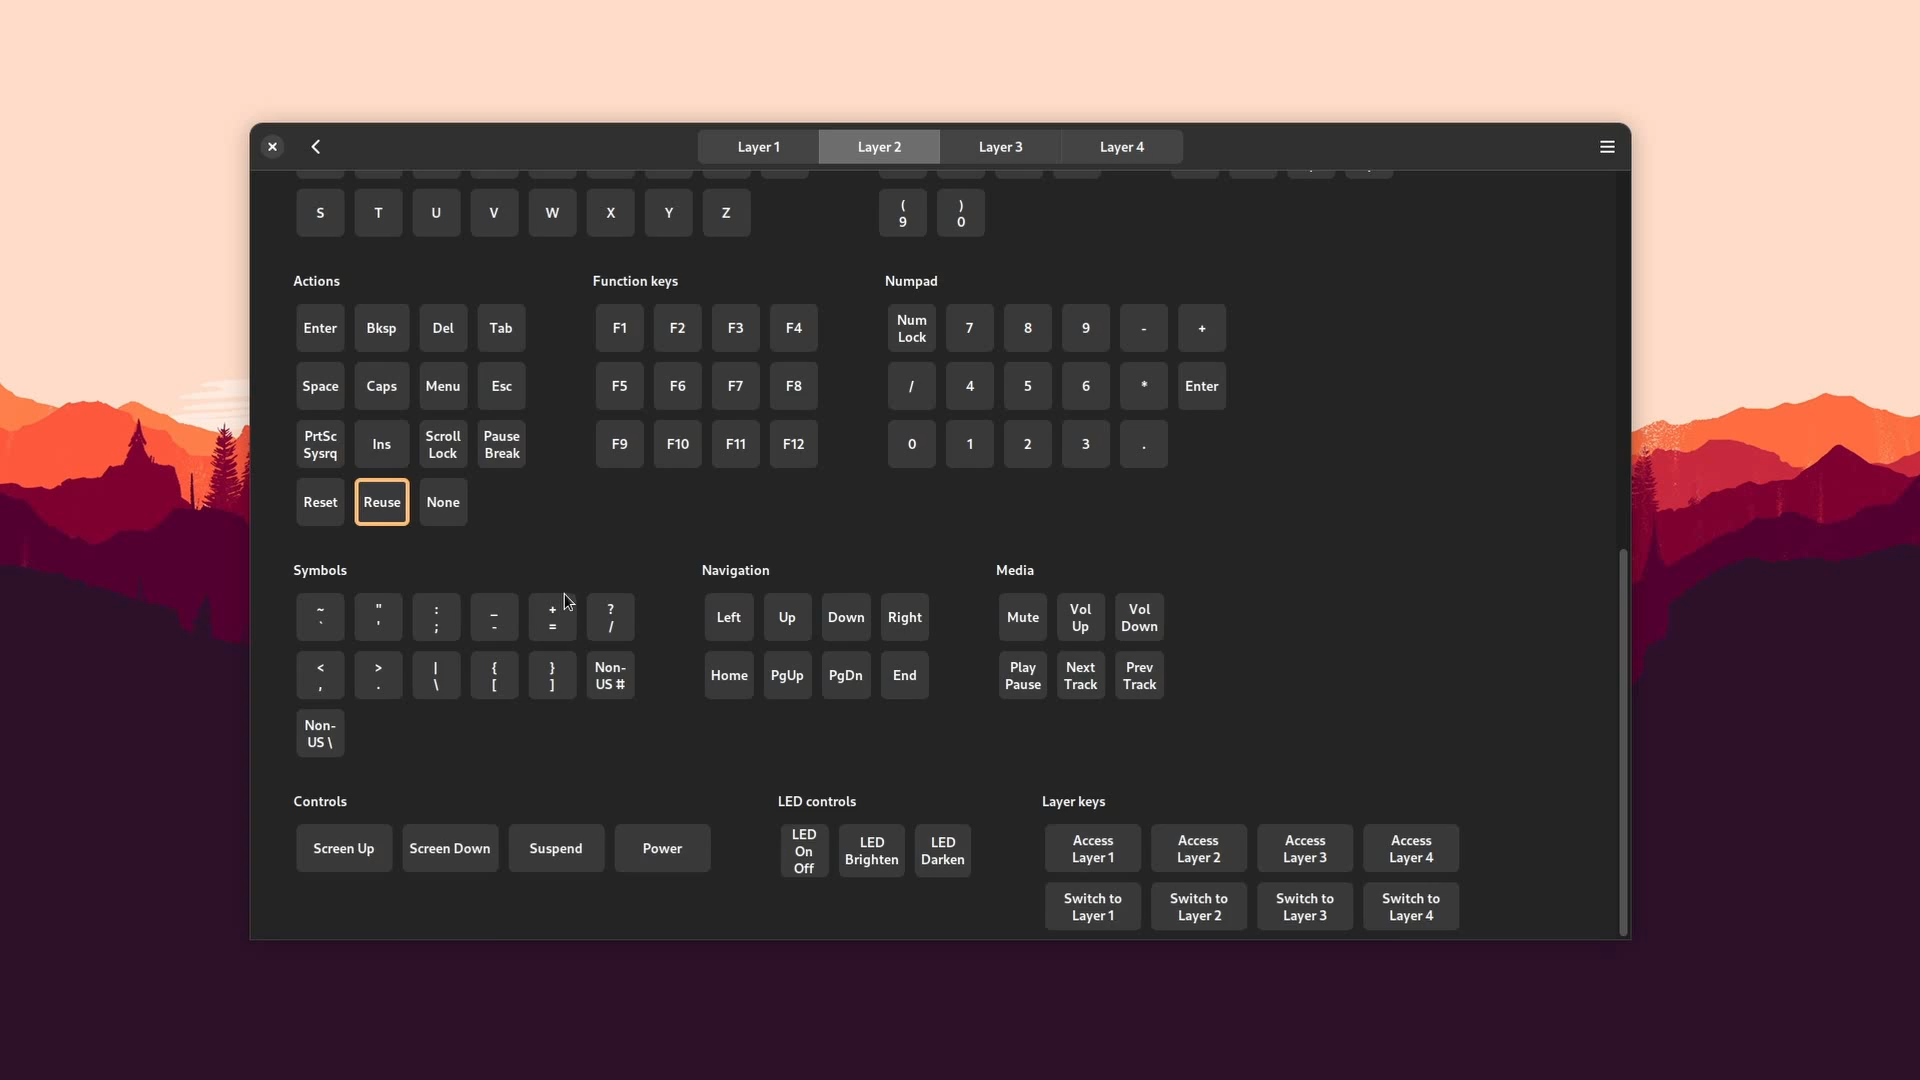 Layer 1 Layer 2 Layer 3 Layer 4
S T U V W X Y Z ( 9 ) 0
Actions
Enter Bksp Del Tab
Space Caps Menu Esc
PrtSc Sysrq Ins Scroll Lock Pause Break
Reset Reuse None
Function keys
F1 F2 F3 F4
F5 F6 F7 F8
F9 F10 F11 F12
Numpad
Num Lock 7 8 9 - +
/ 4 5 6 * Enter
0 1 2 3 .
Symbols
~ ` " ' : ; _ - + = ? /
< , > . | \ { [ } ] Non-US #
Non-US \
Navigation
Left Up Down Right
Home PgUp PgDn End
Media
Mute Vol Up Vol Down
Play Pause Next Track Prev Track
Controls
Screen Up Screen Down Suspend Power
LED controls
LED On Off LED Brighten LED Darken
Layer keys
Access Layer 1 Access Layer 2 Access Layer 3 Access Layer 4
Switch to Layer 1 Switch to Layer 2 Switch to Layer 3 Switch to Layer 4